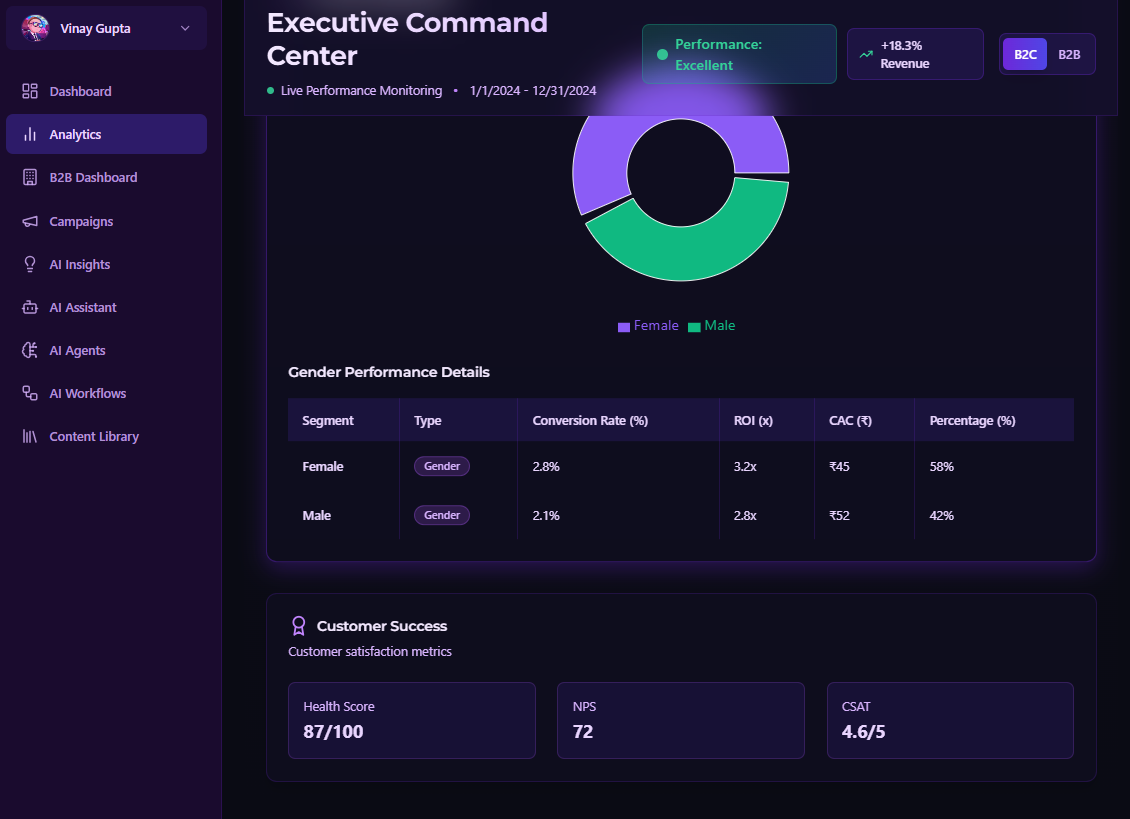 Vinay Gupta
Dashboard
Analytics
B2B Dashboard
Campaigns
AI Insights
AI Assistant
AI Agents
AI Workflows
Content Library
Executive Command
Center
Live Performance Monitoring • 1/1/2024 - 12/31/2024
Performance:
Excellent
+18.3%
Revenue
B2C B2B
Female Male
Gender Performance Details
Segment Type Conversion Rate (%) ROI (x) CAC (₹) Percentage (%)
Female Gender 2.8% 3.2x ₹45 58%
Male Gender 2.1% 2.8x ₹52 42%
Customer Success
Customer satisfaction metrics
Health Score NPS CSAT
87/100 72 4.6/5